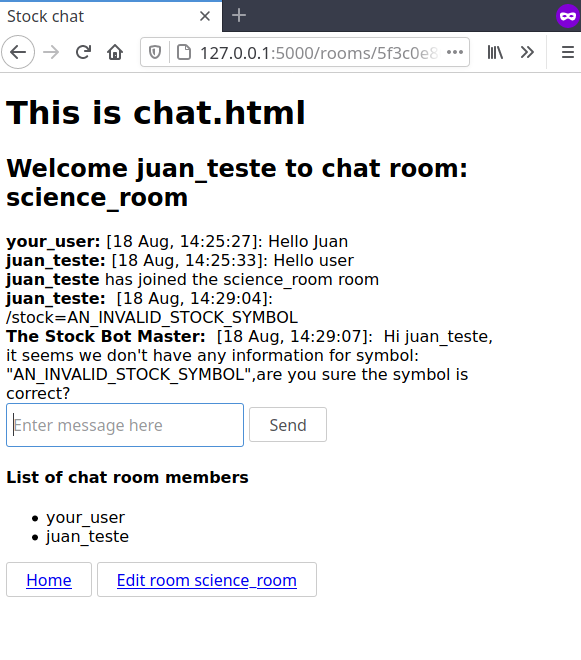 Stock chat
127.0.0.1:5000/rooms/5f3c0e8
This is chat.html
Welcome juan_teste to chat room:
science_room
your_user: [18 Aug, 14:25:27]: Hello Juan
juan_teste: [18 Aug, 14:25:33]: Hello user
juan_teste has joined the science_room room
juan_teste:  [18 Aug, 14:29:04]:
/stock=AN_INVALID_STOCK_SYMBOL
The Stock Bot Master:  [18 Aug, 14:29:07]:  Hi juan_teste,
it seems we don't have any information for symbol:
"AN_INVALID_STOCK_SYMBOL",are you sure the symbol is
correct?
Enter message here Send
List of chat room members
• your_user
• juan_teste
Home Edit room science_room